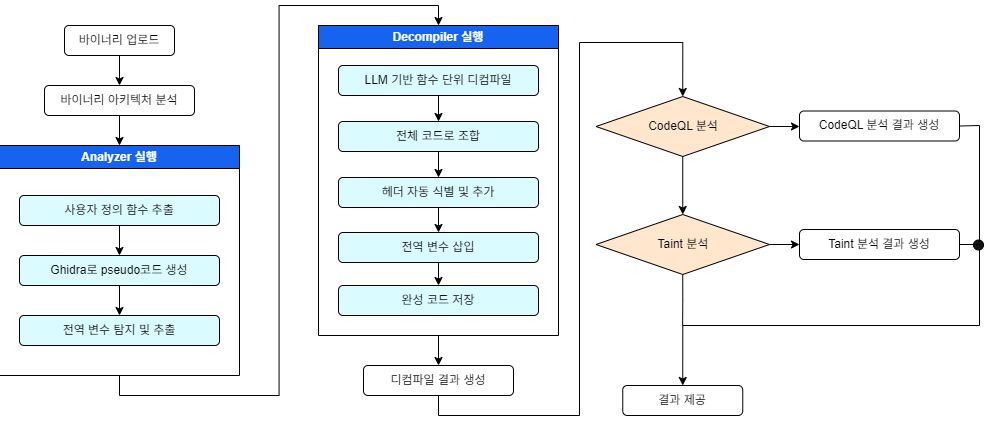 바이너리 업로드
바이너리 아키텍처 분석
Analyzer 실행
사용자 정의 함수 추출
Ghidra로 pseudo코드 생성
전역 변수 탐지 및 추출
Decompiler 실행
LLM 기반 함수 단위 디컴파일
전체 코드로 조합
헤더 자동 식별 및 추가
전역 변수 삽입
완성 코드 저장
디컴파일 결과 생성
CodeQL 분석
CodeQL 분석 결과 생성
Taint 분석
Taint 분석 결과 생성
결과 제공